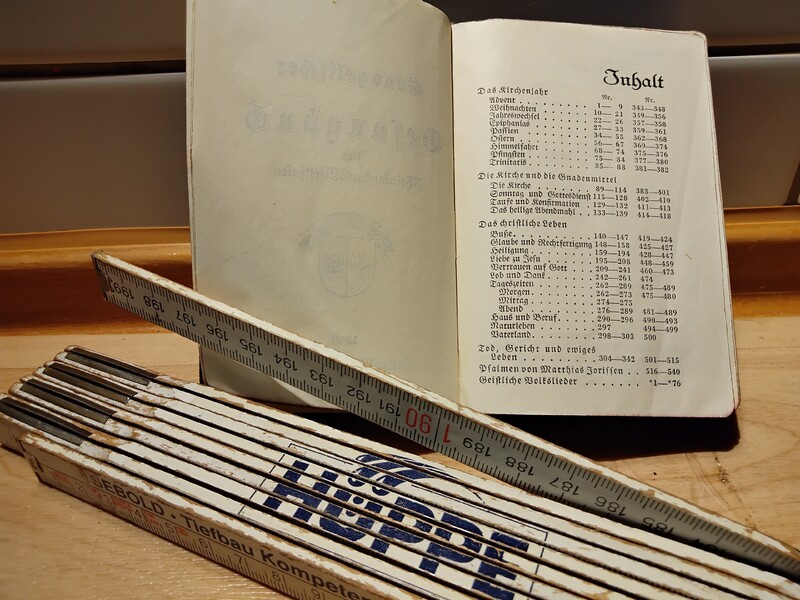 Inhalt
Nr. Nr.
Das Kirchenjahr
Advent . . . . . . . . . . 1— 9 343—348
Weihnachten . . . . . . . 10— 21 349—356
Jahreswechsel . . . . . . 22— 26 357—358
Epiphanias . . . . . . . 27— 33 359—361
Passion . . . . . . . . . 34— 55 362—368
Ostern . . . . . . . . . 56— 67 369—374
Himmelfahrt . . . . . . . 68— 74 375—376
Pfingsten . . . . . . . . 75— 84 377—380
Trinitatis . . . . . . . . 85— 88 381—382
Die Kirche und die Gnadenmittel
Die Kirche . . . . . . . 89—114 383—401
Sonntag und Gottesdienst 115—128 402—410
Taufe und Konfirmation . 129—132 411—413
Das heilige Abendmahl . . 133—139 414—418
Das christliche Leben
Buße . . . . . . . . . . 140—147 419—424
Glaube und Rechtfertigung 148—158 425—427
Heiligung . . . . . . . . 159—194 428—447
Liebe zu Jesu . . . . . . 195—208 448—459
Vertrauen auf Gott . . . 209—241 460—473
Lob und Dank . . . . . . 242—261 474
Tageszeiten . . . . . . . 262—289 475—489
Morgen . . . . . . . . 262—273 475—480
Mittag . . . . . . . . 274—275
Abend . . . . . . . . 276—289 481—489
Haus und Beruf . . . . . 290—296 490—493
Naturleben . . . . . . . 297 494—499
Vaterland . . . . . . . . 298—303 500
Tod, Gericht und ewiges
Leben . . . . . . . . 304—342 501—515
Psalmen von Matthias Jorissen . . 516—540
Geistliche Volkslieder . . . . *1—*76
199 198 197 196 195 194 193 192 191 190 189 188 187 186 185
HÜPPE
SEBOLD · Tiefbau Kompete
2 3 4 5 6 7 8 9